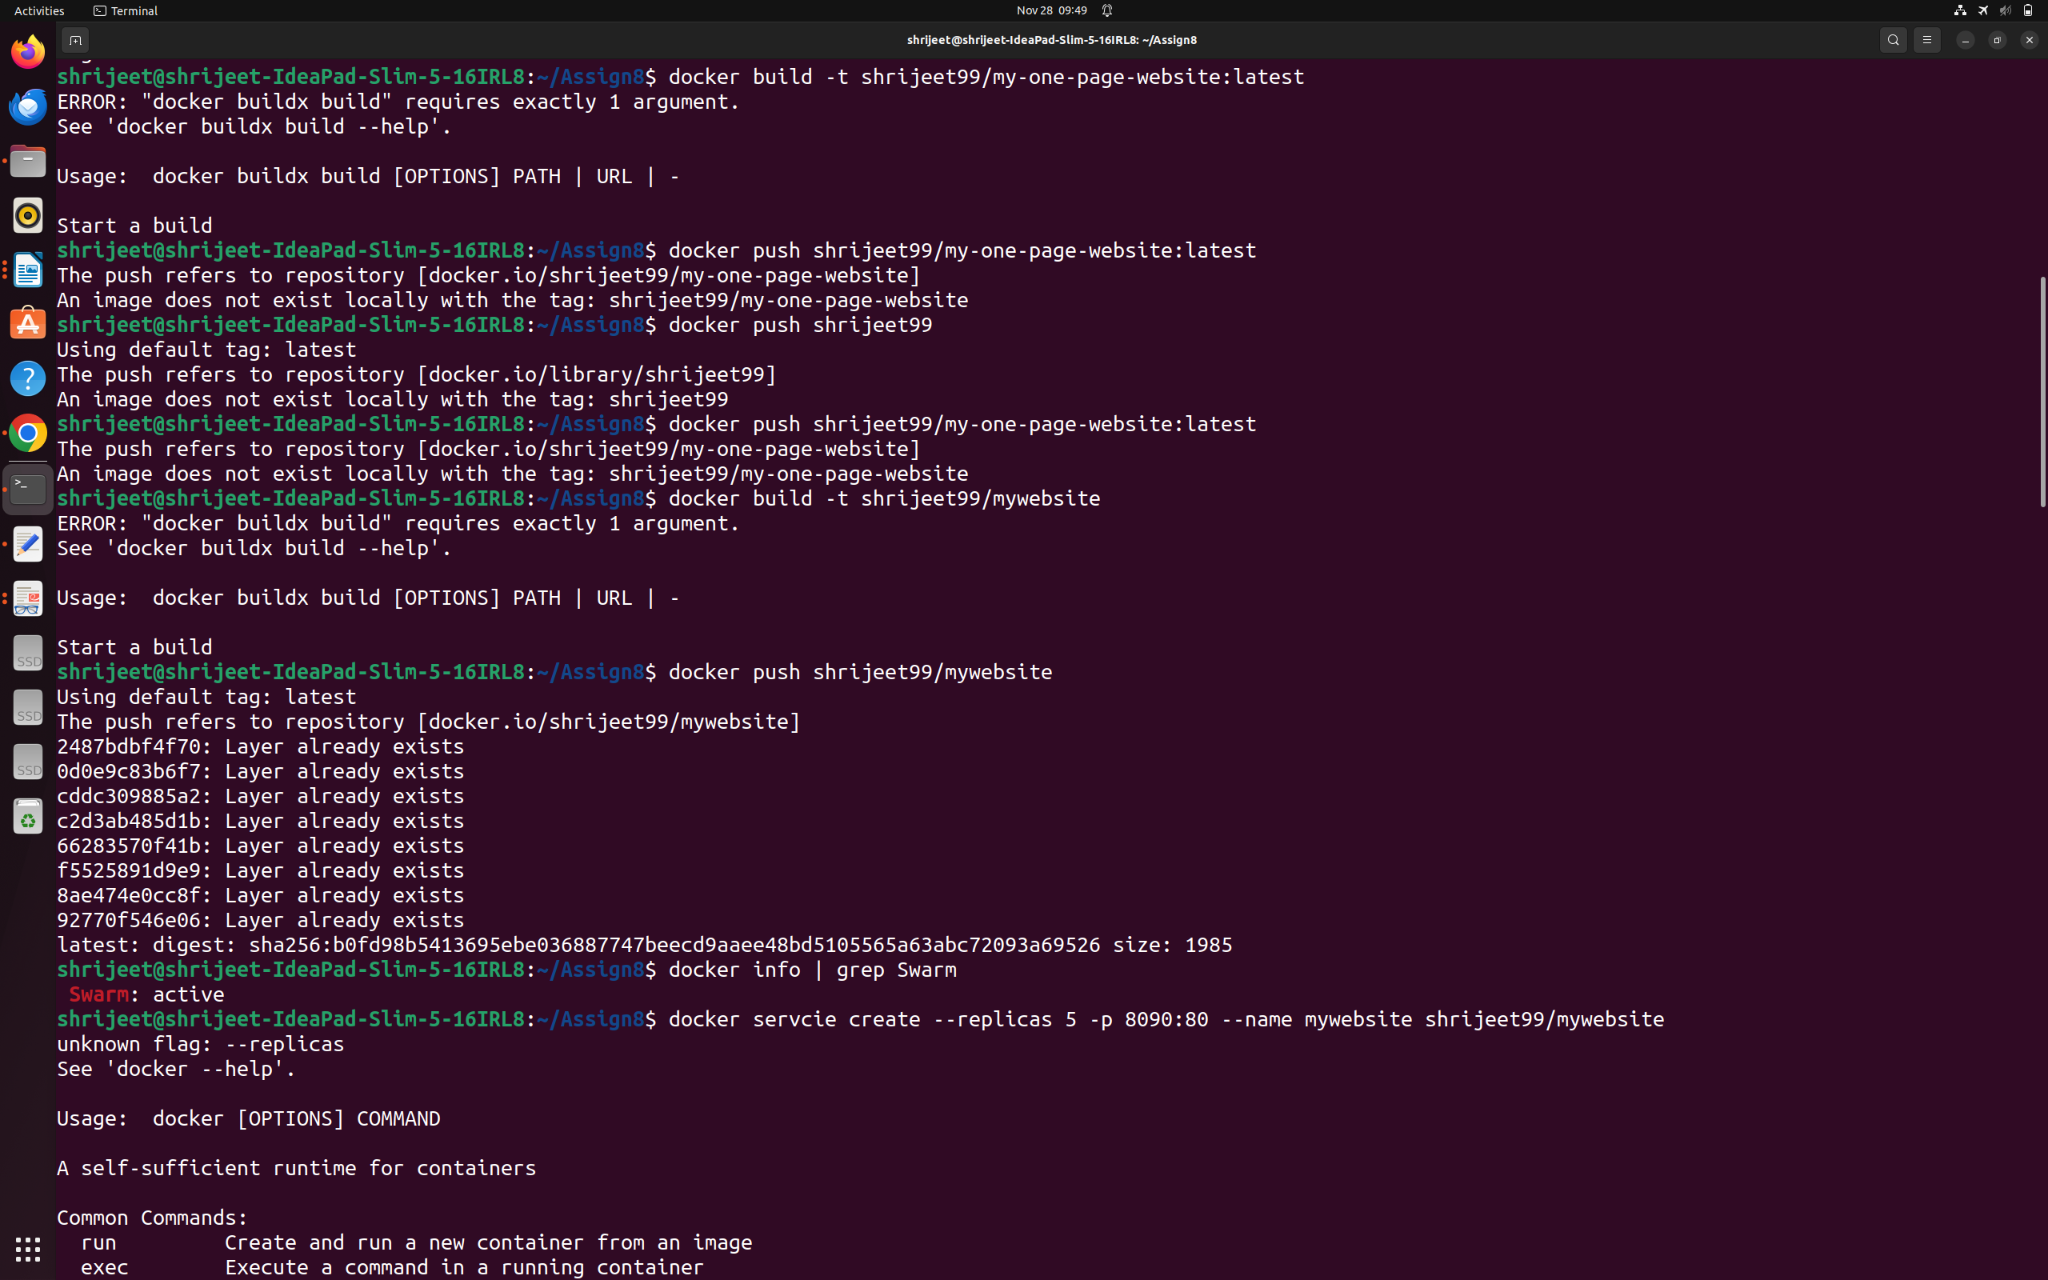 Activities Terminal Nov 28 09:49
shrijeet@shrijeet-IdeaPad-Slim-5-16IRL8: ~/Assign8
shrijeet@shrijeet-IdeaPad-Slim-5-16IRL8:~/Assign8$ docker build -t shrijeet99/my-one-page-website:latest
ERROR: "docker buildx build" requires exactly 1 argument.
See 'docker buildx build --help'.
Usage:  docker buildx build [OPTIONS] PATH | URL | -
Start a build
shrijeet@shrijeet-IdeaPad-Slim-5-16IRL8:~/Assign8$ docker push shrijeet99/my-one-page-website:latest
The push refers to repository [docker.io/shrijeet99/my-one-page-website]
An image does not exist locally with the tag: shrijeet99/my-one-page-website
shrijeet@shrijeet-IdeaPad-Slim-5-16IRL8:~/Assign8$ docker push shrijeet99
Using default tag: latest
The push refers to repository [docker.io/library/shrijeet99]
An image does not exist locally with the tag: shrijeet99
shrijeet@shrijeet-IdeaPad-Slim-5-16IRL8:~/Assign8$ docker push shrijeet99/my-one-page-website:latest
The push refers to repository [docker.io/shrijeet99/my-one-page-website]
An image does not exist locally with the tag: shrijeet99/my-one-page-website
shrijeet@shrijeet-IdeaPad-Slim-5-16IRL8:~/Assign8$ docker build -t shrijeet99/mywebsite
ERROR: "docker buildx build" requires exactly 1 argument.
See 'docker buildx build --help'.
Usage:  docker buildx build [OPTIONS] PATH | URL | -
Start a build
shrijeet@shrijeet-IdeaPad-Slim-5-16IRL8:~/Assign8$ docker push shrijeet99/mywebsite
Using default tag: latest
The push refers to repository [docker.io/shrijeet99/mywebsite]
2487bdbf4f70: Layer already exists
0d0e9c83b6f7: Layer already exists
cddc309885a2: Layer already exists
c2d3ab485d1b: Layer already exists
66283570f41b: Layer already exists
f5525891d9e9: Layer already exists
8ae474e0cc8f: Layer already exists
92770f546e06: Layer already exists
latest: digest: sha256:b0fd98b5413695ebe036887747beecd9aaee48bd5105565a63abc72093a69526 size: 1985
shrijeet@shrijeet-IdeaPad-Slim-5-16IRL8:~/Assign8$ docker info | grep Swarm
Swarm: active
shrijeet@shrijeet-IdeaPad-Slim-5-16IRL8:~/Assign8$ docker servcie create --replicas 5 -p 8090:80 --name mywebsite shrijeet99/mywebsite
unknown flag: --replicas
See 'docker --help'.
Usage:  docker [OPTIONS] COMMAND
A self-sufficient runtime for containers
Common Commands:
run         Create and run a new container from an image
exec        Execute a command in a running container
SSD
SSD
SSD